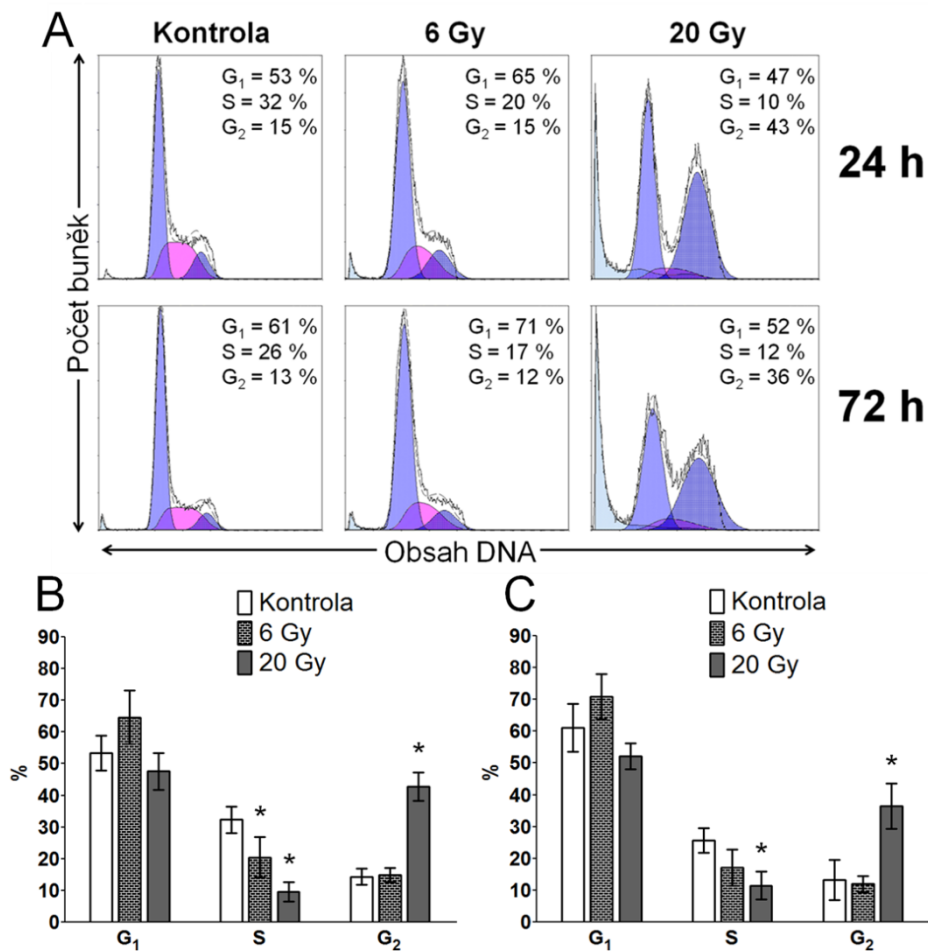 A
Kontrola
6 Gy
20 Gy
Počet buněk
G₁ = 53 %
S = 32 %
G₂ = 15 %
G₁ = 65 %
S = 20 %
G₂ = 15 %
G₁ = 47 %
S = 10 %
G₂ = 43 %
24 h
G₁ = 61 %
S = 26 %
G₂ = 13 %
G₁ = 71 %
S = 17 %
G₂ = 12 %
G₁ = 52 %
S = 12 %
G₂ = 36 %
72 h
Obsah DNA
B
Kontrola
6 Gy
20 Gy
90
80
70
60
50
40
30
20
10
0
%
*
*
*
G₁
S
G₂
C
Kontrola
6 Gy
20 Gy
90
80
70
60
50
40
30
20
10
0
%
*
*
G₁
S
G₂